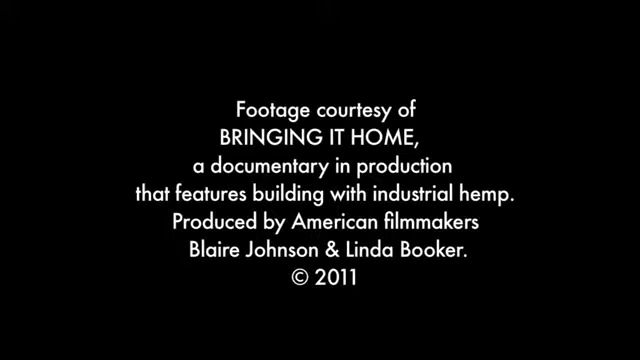 Footage courtesy of
BRINGING IT HOME,
a documentary in production
that features building with industrial hemp.
Produced by American filmmakers
Blaire Johnson & Linda Booker.
© 2011